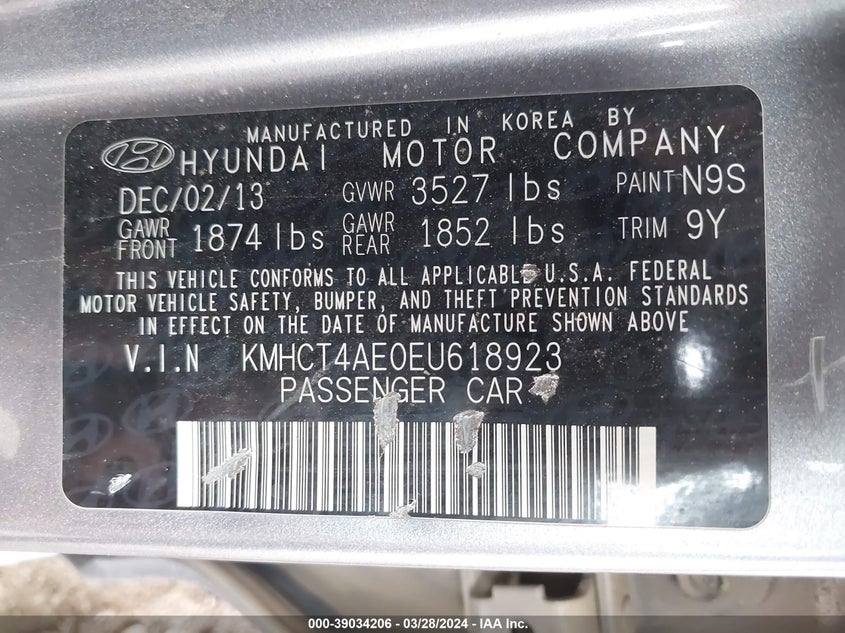 MANUFACTURED IN KOREA BY
HYUNDAI MOTOR COMPANY
DEC/02/13 GVWR 3527 lbs PAINT N9S
GAWR FRONT 1874 lbs GAWR REAR 1852 lbs TRIM 9Y
THIS VEHICLE CONFORMS TO ALL APPLICABLE U.S.A. FEDERAL
MOTOR VEHICLE SAFETY, BUMPER, AND THEFT PREVENTION STANDARDS
IN EFFECT ON THE DATE OF MANUFACTURE SHOWN ABOVE
V.I.N KMHCT4AE0EU618923
PASSENGER CAR
000-39034206 - 03/28/2024 - IAA Inc.